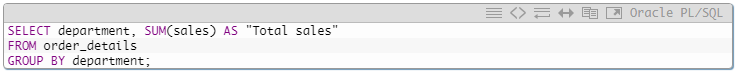 Oracle PL/SQL
SELECT department, SUM(sales) AS "Total sales"
FROM order_details
GROUP BY department;